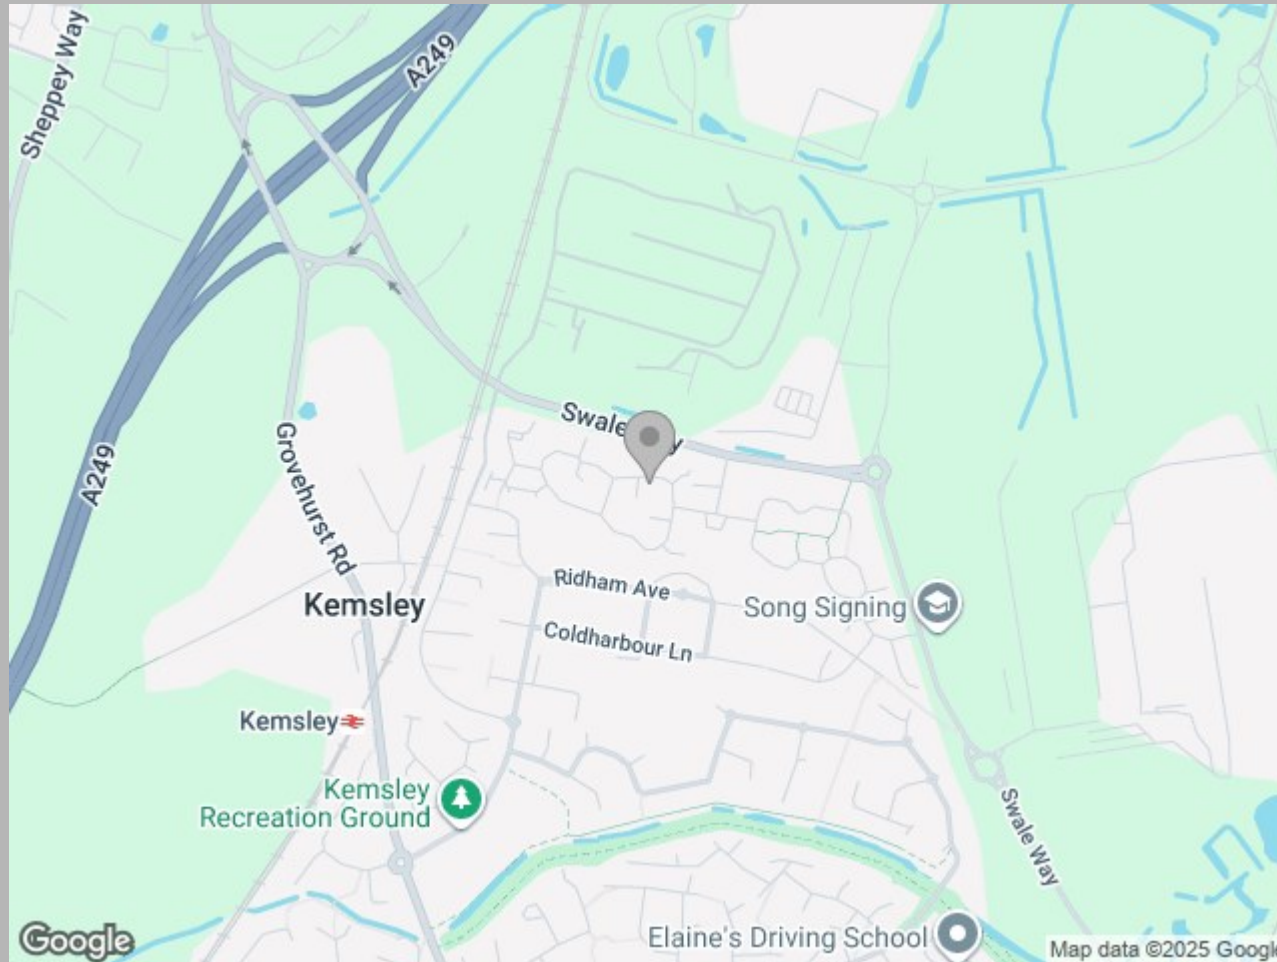 Sheppey Way
A249
Swale
A249
Grovehurst Rd
Ridham Ave
Kemsley
Song Signing
Coldharbour Ln
Kemsley
Kemsley
Recreation Ground
Swale Way
Elaine's Driving School
Google
Map data ©2025 Google